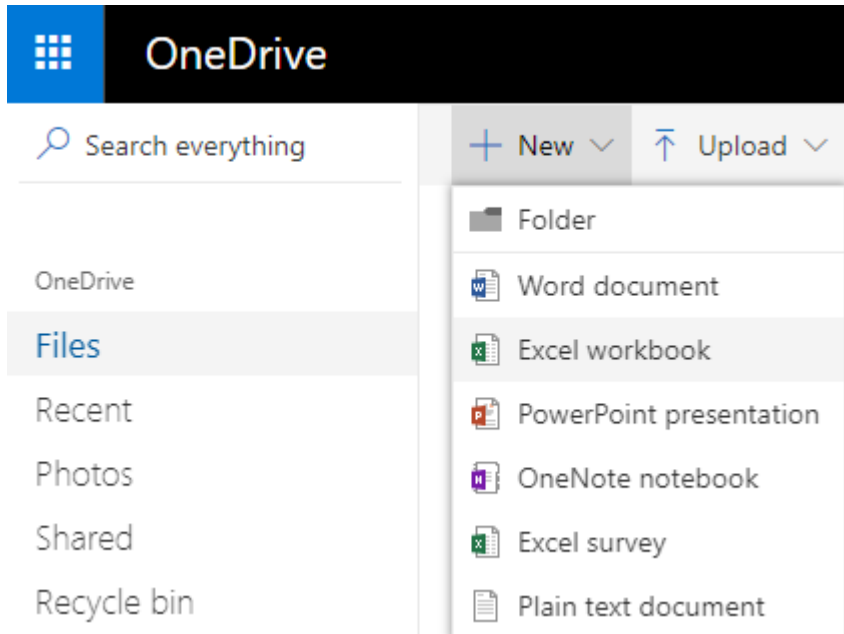 OneDrive
Search everything
New
Upload
OneDrive
Files
Recent
Photos
Shared
Recycle bin
Folder
Word document
Excel workbook
PowerPoint presentation
OneNote notebook
Excel survey
Plain text document